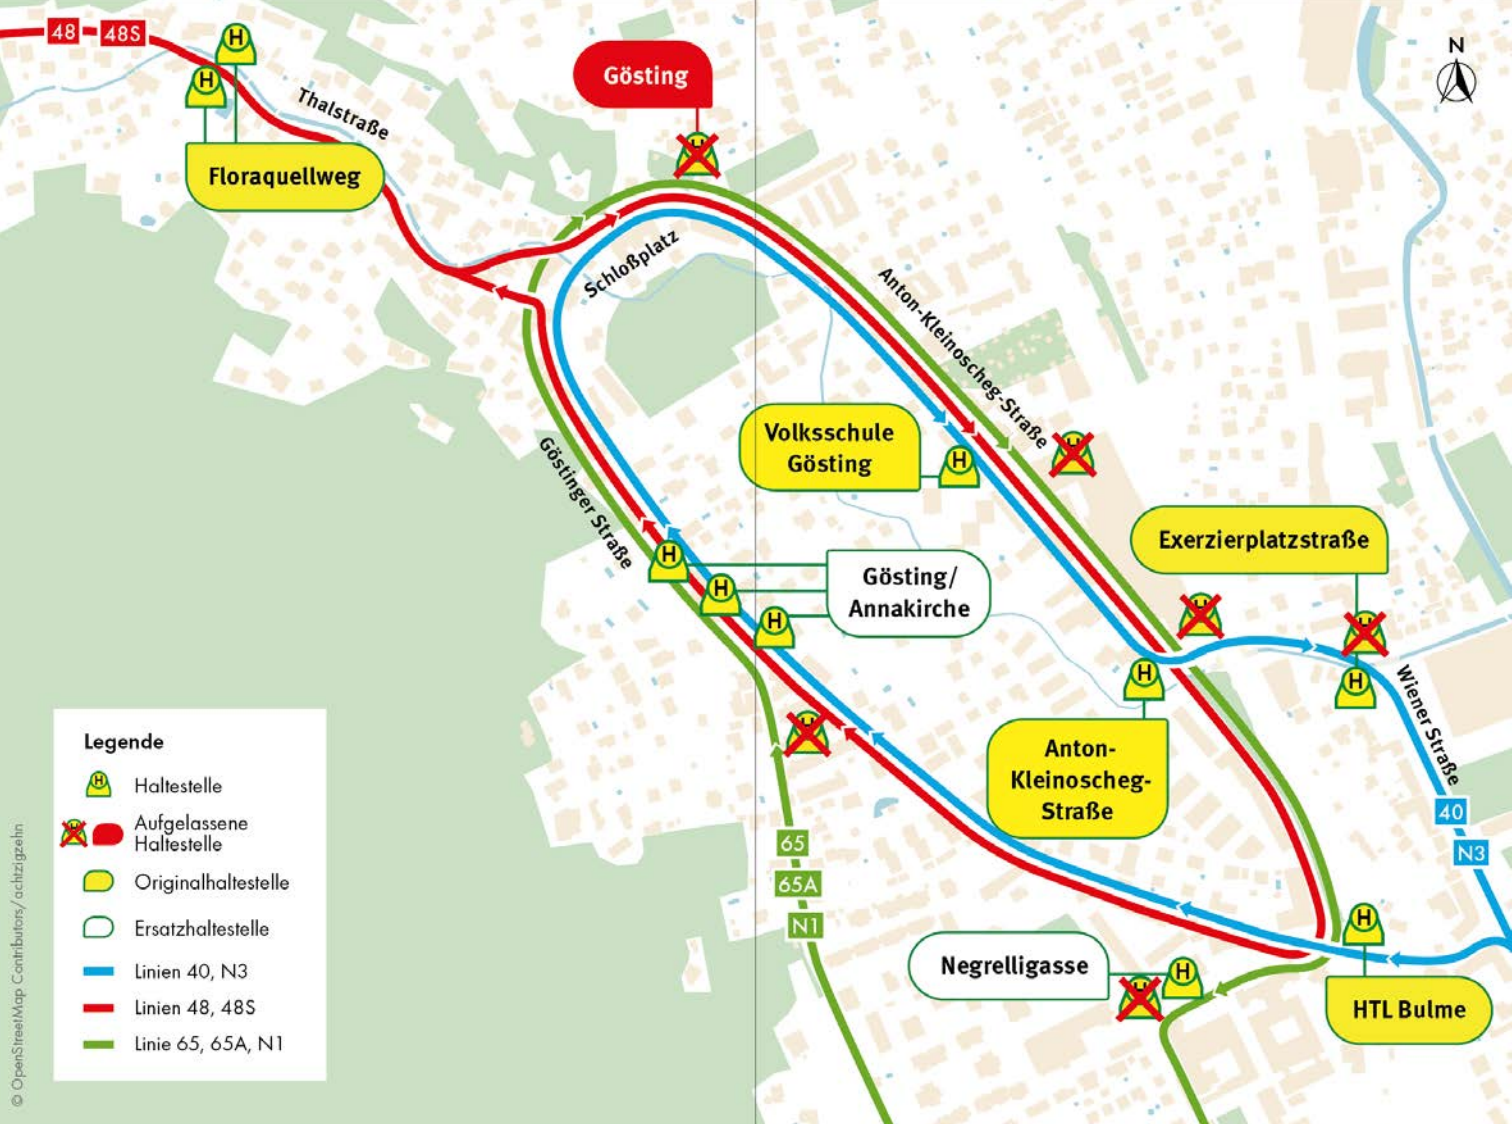 48
48S
H
H
Thalstraße
Floraquellweg
Gösting
H
N
Schloßplatz
Anton-Kleinoscheg-Straße
Volksschule
Gösting
H
H
Göstinger Straße
Exerzierplatzstraße
H
H
H
Gösting/
Annakirche
H
H
H
H
H
Anton-
Kleinoscheg-
Straße
Wiener Straße
40
N3
H
65
65A
N1
Negrelligasse
H
H
H
HTL Bulme
Legende
H
Haltestelle
H
Aufgelassene
Haltestelle
Originalhaltestelle
Ersatzhaltestelle
Linien 40, N3
Linien 48, 48S
Linie 65, 65A, N1
© OpenStreetMap Contributors/achtzigzehn